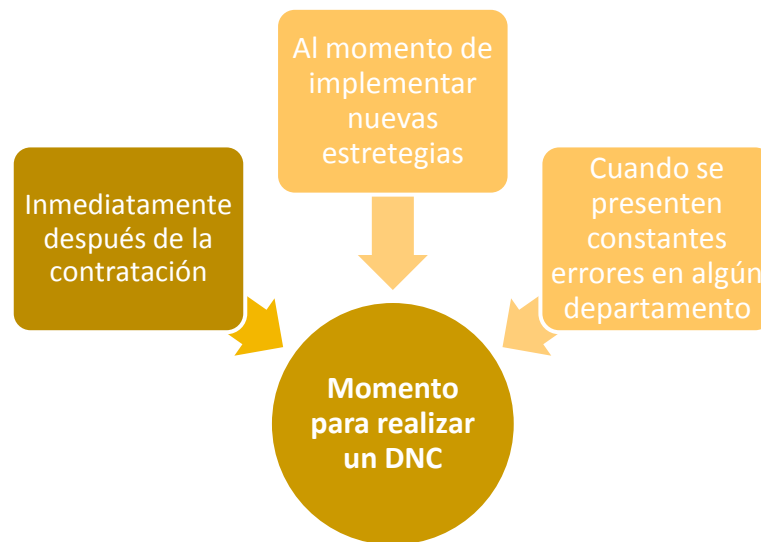 Al momento de
implementar
nuevas
estretegias
Inmediatamente
después de la
contratación
Cuando se
presenten
constantes
errores en algún
departamento
Momento
para realizar
un DNC